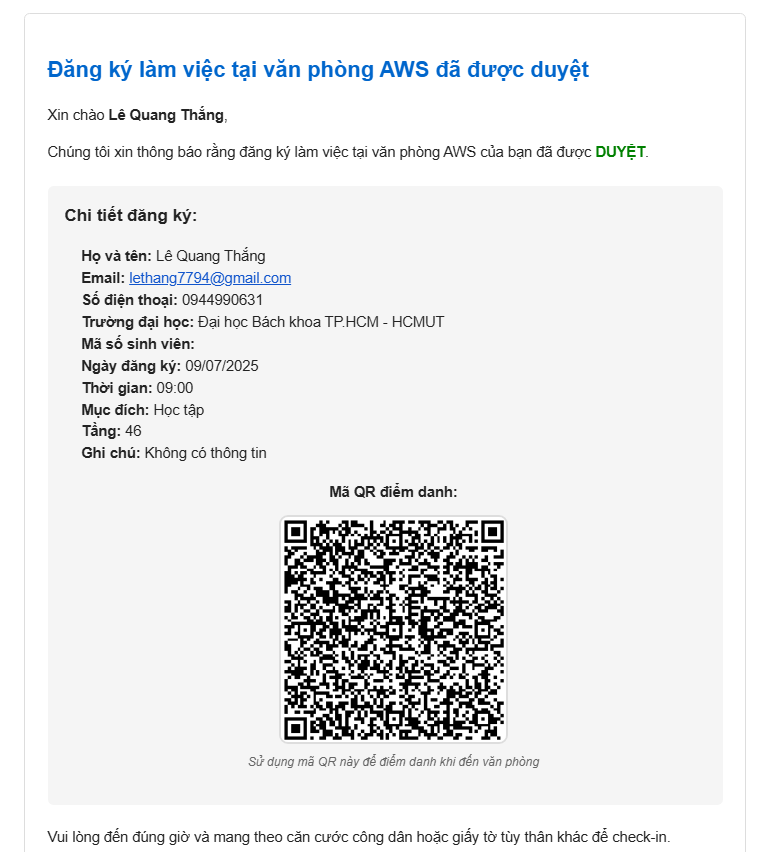 Đăng ký làm việc tại văn phòng AWS đã được duyệt
Xin chào Lê Quang Thắng,
Chúng tôi xin thông báo rằng đăng ký làm việc tại văn phòng AWS của bạn đã được DUYỆT.
Chi tiết đăng ký:
Họ và tên: Lê Quang Thắng
Email: lethang7794@gmail.com
Số điện thoại: 0944990631
Trường đại học: Đại học Bách khoa TP.HCM - HCMUT
Mã số sinh viên:
Ngày đăng ký: 09/07/2025
Thời gian: 09:00
Mục đích: Học tập
Tầng: 46
Ghi chú: Không có thông tin
Mã QR điểm danh:
Sử dụng mã QR này để điểm danh khi đến văn phòng
Vui lòng đến đúng giờ và mang theo căn cước công dân hoặc giấy tờ tùy thân khác để check-in.